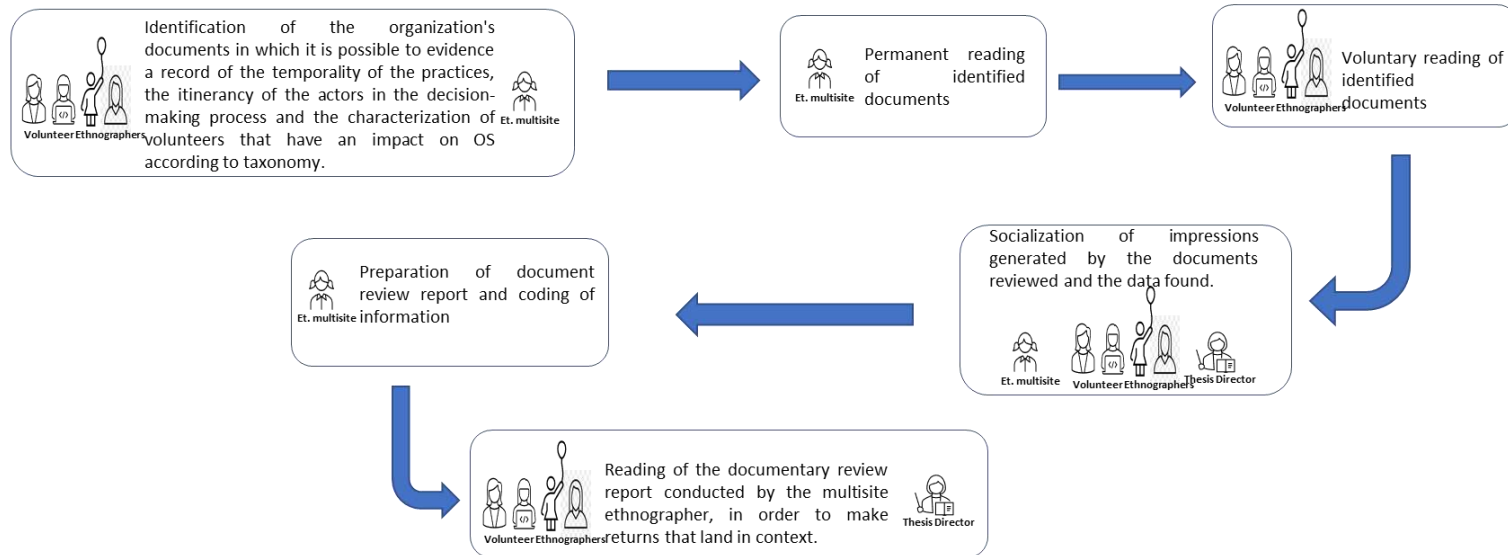 Identification of the organization's
documents in which it is possible to evidence
a record of the temporality of the practices,
the itinerancy of the actors in the decision-
making process and the characterization of
volunteers that have an impact on OS
according to taxonomy.
Volunteer Ethnographers
Et. multisite
Permanent reading
of identified
documents
Et. multisite
Voluntary reading of
identified
documents
Volunteer Ethnographers
Socialization of impressions
generated by the documents
reviewed and the data found.
Et. multisite
Volunteer Ethnographers
Thesis Director
Preparation of document
review report and coding of
information
Et. multisite
Reading of the documentary review
report conducted by the multisite
ethnographer, in order to make
returns that land in context.
Volunteer Ethnographers
Thesis Director